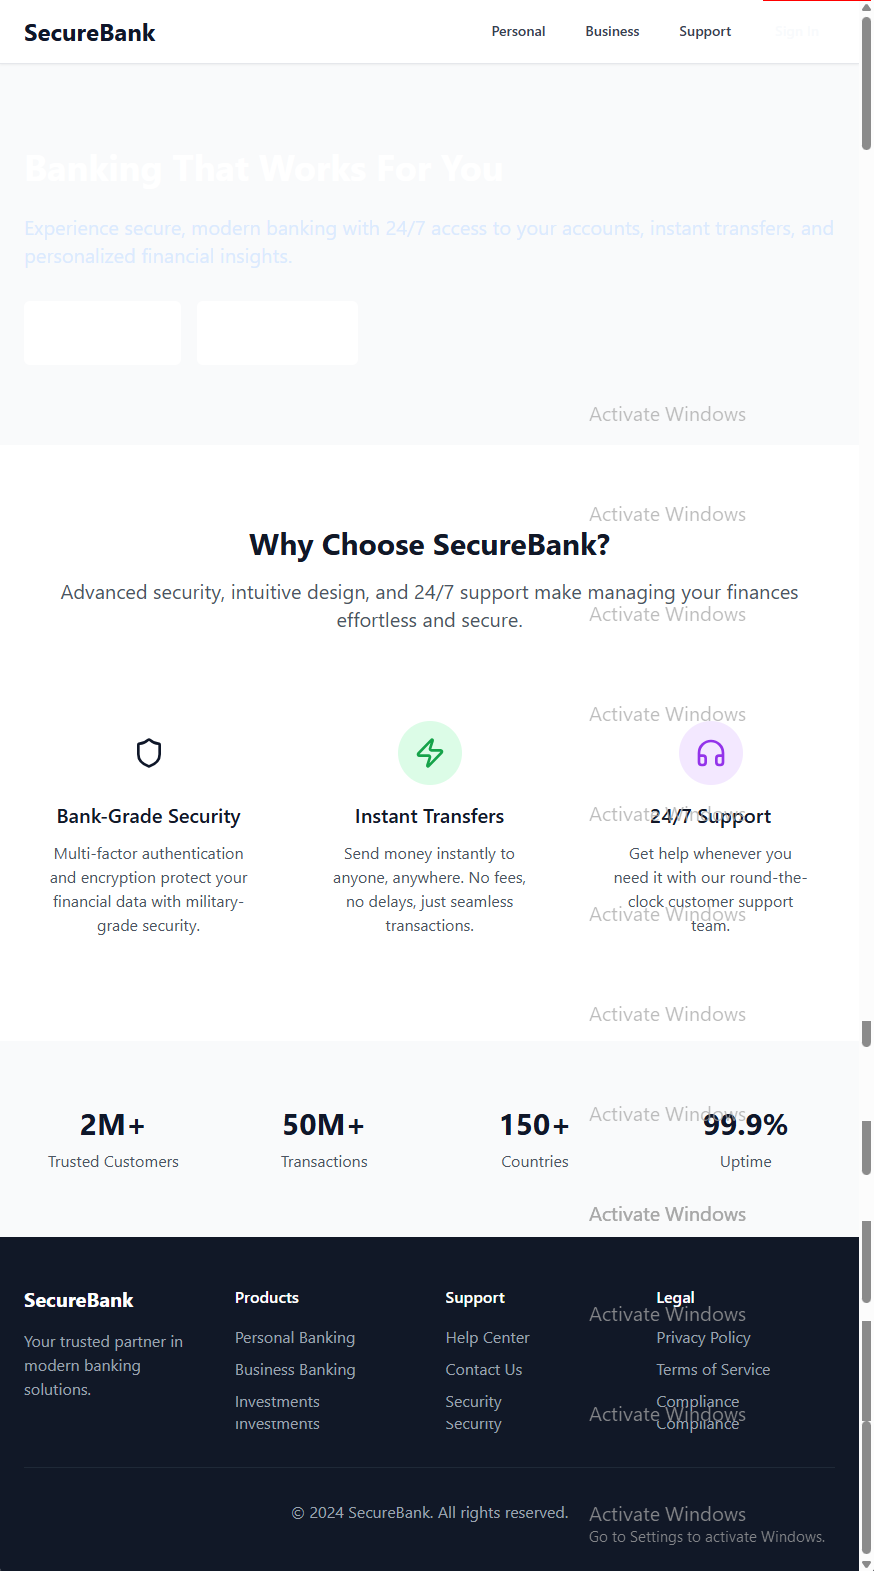 SecureBank
Personal
Business
Support
Sign In
Banking That Works For You
Experience secure, modern banking with 24/7 access to your accounts, instant transfers, and
personalized financial insights.
Activate Windows
Activate Windows
Why Choose SecureBank?
Advanced security, intuitive design, and 24/7 support make managing your finances
effortless and secure.
Activate Windows
Activate Windows
Bank-Grade Security
Multi-factor authentication
and encryption protect your
financial data with military-
grade security.
Instant Transfers
Send money instantly to
anyone, anywhere. No fees,
no delays, just seamless
transactions.
Activate Windows
24/7 Support
Get help whenever you
need it with our round-the-
clock customer support
team.
Activate Windows
Activate Windows
Activate Windows
2M+
Trusted Customers
50M+
Transactions
150+
Countries
99.9%
Uptime
Activate Windows
SecureBank
Your trusted partner in
modern banking
solutions.
Products
Personal Banking
Business Banking
Investments
Investments
Support
Help Center
Contact Us
Security
Security
Legal
Activate Windows
Privacy Policy
Terms of Service
Compliance
Activate Windows
Compliance
© 2024 SecureBank. All rights reserved.
Activate Windows
Go to Settings to activate Windows.